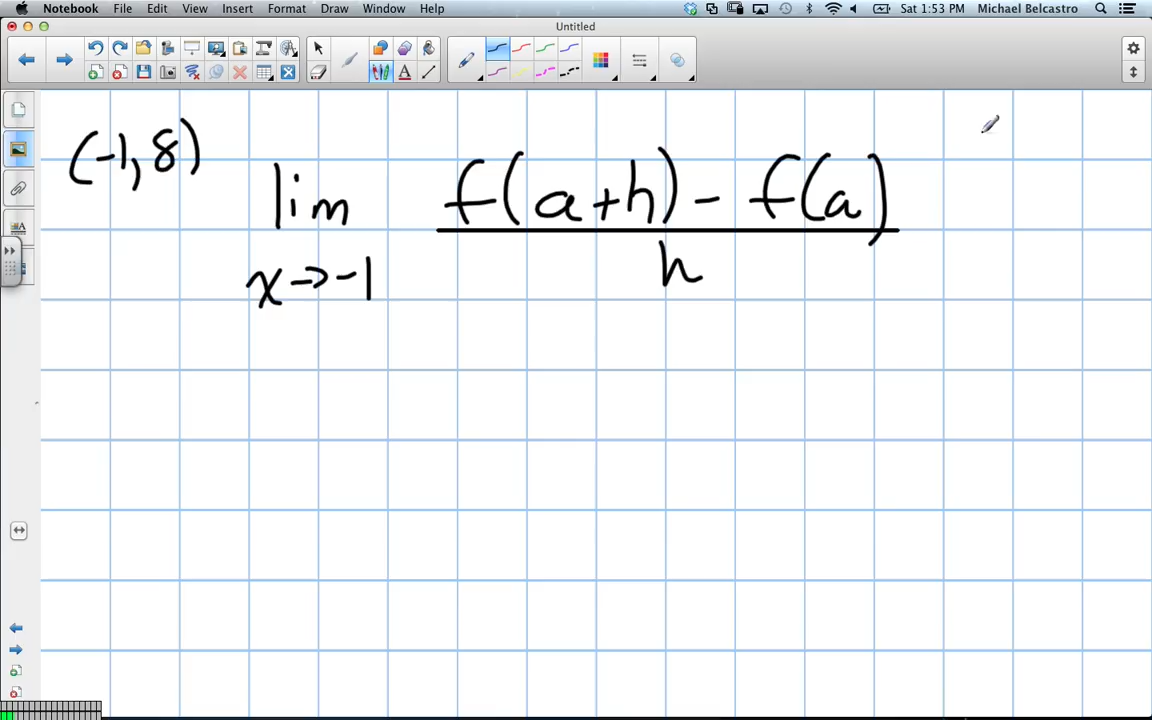 Notebook File Edit View Insert Format Draw Window Help Sat 1:53 PM Michael Belcastro
Untitled
(-1, 8)
lim f(a+h) - f(a)
x→-1 h